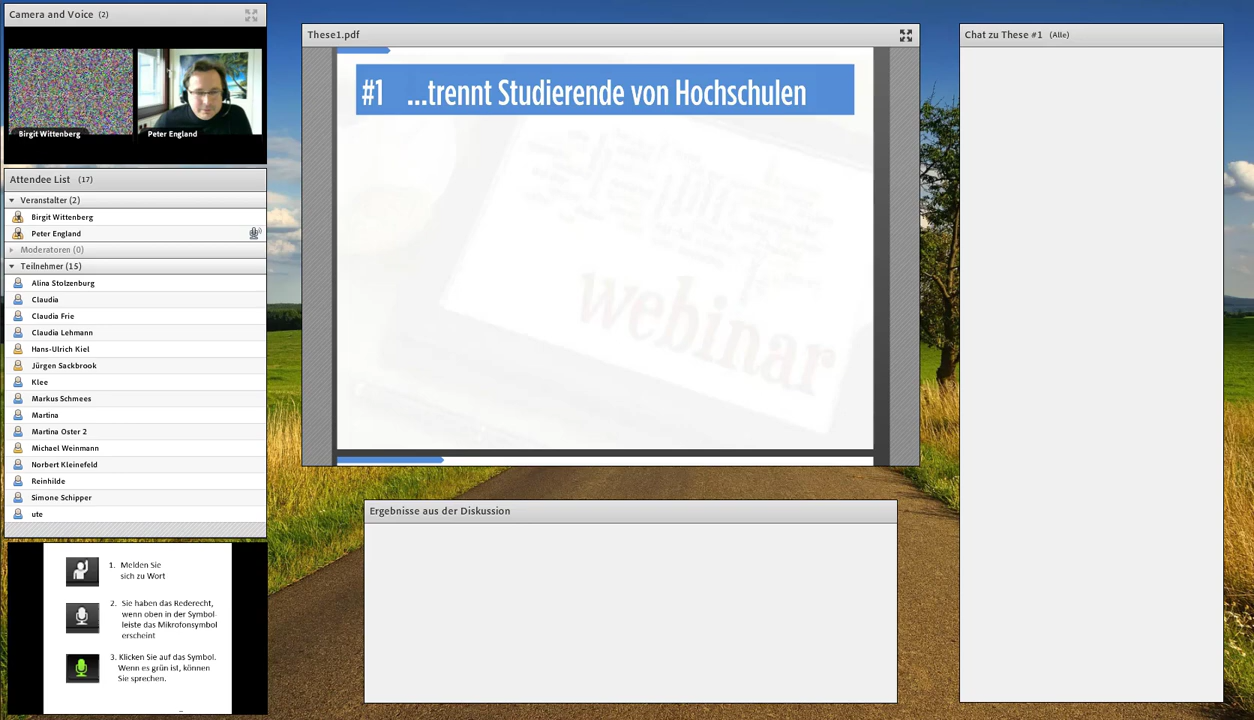 Camera and Voice (2)
Birgit Wittenberg
Peter England
Attendee List (17)
Veranstalter (2)
Birgit Wittenberg
Peter England
Moderatoren (0)
Teilnehmer (15)
Alina Stolzenburg
Claudia
Claudia Frie
Claudia Lehmann
Hans-Ulrich Kiel
Jürgen Sackbrook
Klee
Markus Schmees
Martina
Martina Oster 2
Michael Weinmann
Norbert Kleinefeld
Reinhilde
Simone Schipper
ute
1. Melden Sie
sich zu Wort
2. Sie haben das Rederecht,
wenn oben in der Symbol-
leiste das Mikrofonsymbol
erscheint
3. Klicken Sie auf das Symbol.
Wenn es grün ist, können
Sie sprechen.
These1.pdf
#1 ...trennt Studierende von Hochschulen
webinar
Ergebnisse aus der Diskussion
Chat zu These #1 (Alle)